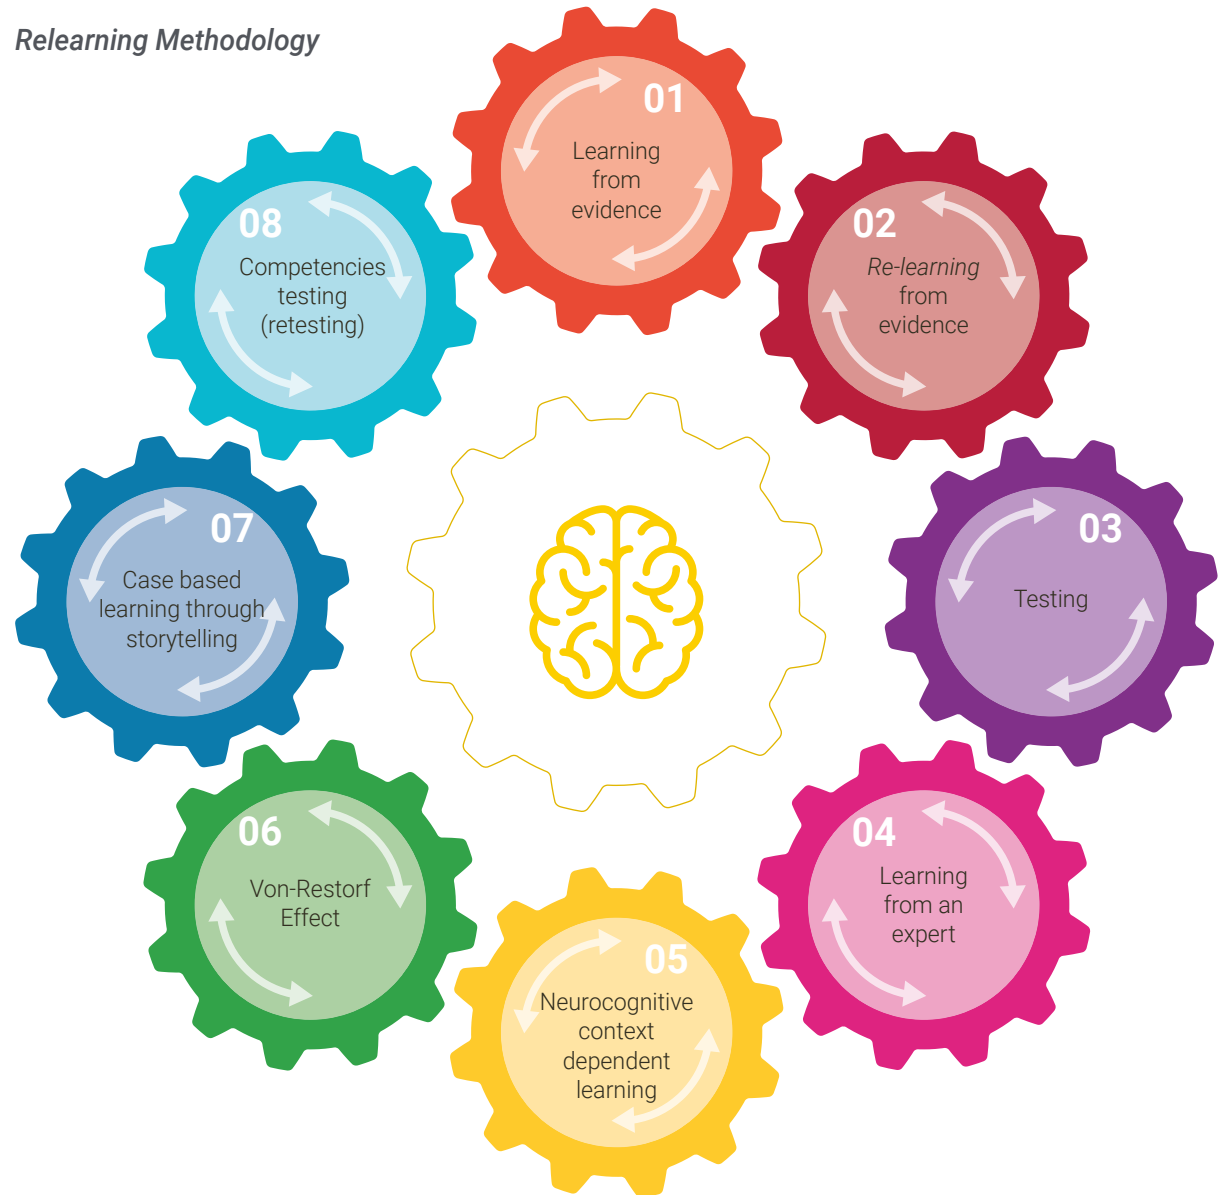 Relearning Methodology
01
Learning
from
evidence
02
Re-learning
from
evidence
03
Testing
04
Learning
from an
expert
05
Neurocognitive
context
dependent
learning
06
Von-Restorf
Effect
07
Case based
learning through
storytelling
08
Competencies
testing
(retesting)